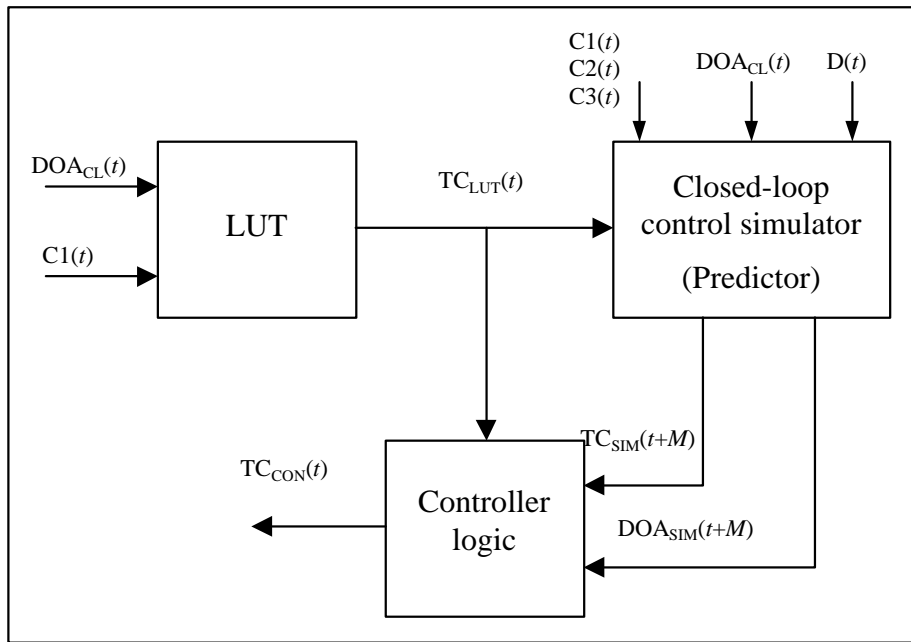 C1(t)
C2(t)
C3(t)
DOA_CL(t)
D(t)
DOA_CL(t)
C1(t)
LUT
TC_LUT(t)
Closed-loop
control simulator
(Predictor)
TC_SIM(t+M)
DOA_SIM(t+M)
TC_CON(t)
Controller
logic